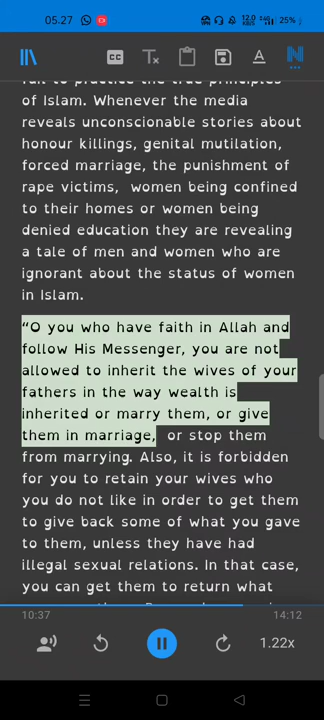 05.27
12.0
KB/S
25%
CC
of Islam. Whenever the media
reveals unconscionable stories about
honour killings, genital mutilation,
forced marriage, the punishment of
rape victims,  women being confined
to their homes or women being
denied education they are revealing
a tale of men and women who are
ignorant about the status of women
in Islam.
“O you who have faith in Allah and
follow His Messenger, you are not
allowed to inherit the wives of your
fathers in the way wealth is
inherited or marry them, or give
them in marriage,  or stop them
from marrying. Also, it is forbidden
for you to retain your wives who
you do not like in order to get them
to give back some of what you gave
to them, unless they have had
illegal sexual relations. In that case,
you can get them to return what
10:37
14:12
1.22x